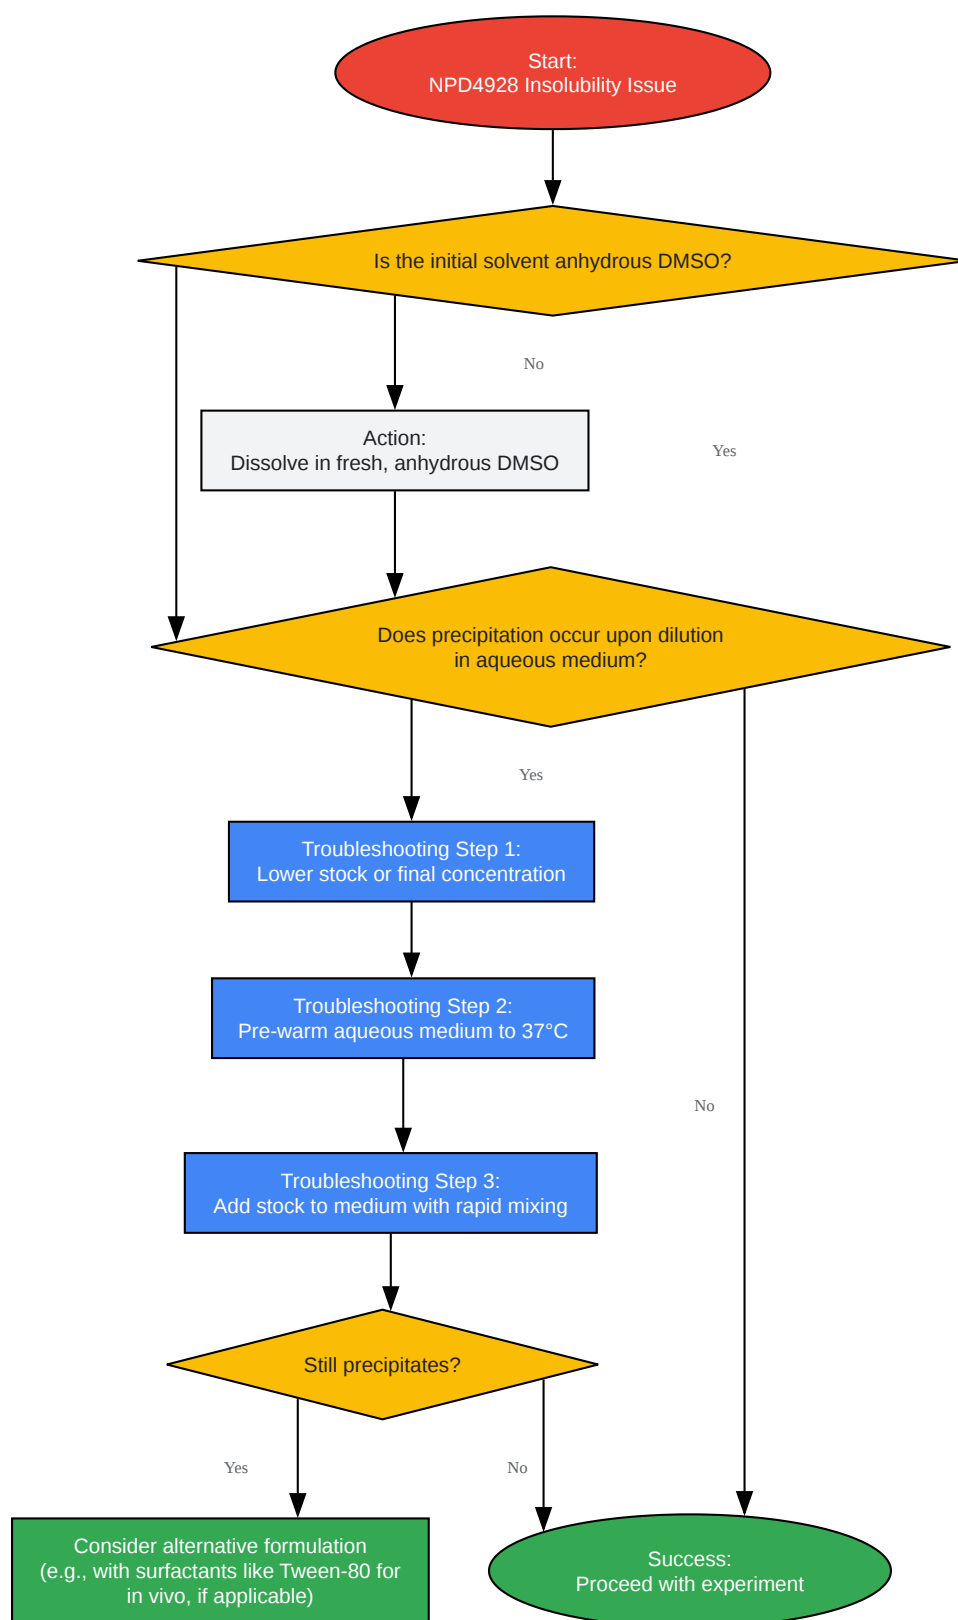 Start:
NPD4928 Insolubility Issue
Is the initial solvent anhydrous DMSO?
No
Action:
Dissolve in fresh, anhydrous DMSO
Yes
Does precipitation occur upon dilution
in aqueous medium?
Yes
Troubleshooting Step 1:
Lower stock or final concentration
Troubleshooting Step 2:
Pre-warm aqueous medium to 37°C
No
Troubleshooting Step 3:
Add stock to medium with rapid mixing
Still precipitates?
Yes
No
Consider alternative formulation
(e.g., with surfactants like Tween-80 for
in vivo, if applicable)
Success:
Proceed with experiment